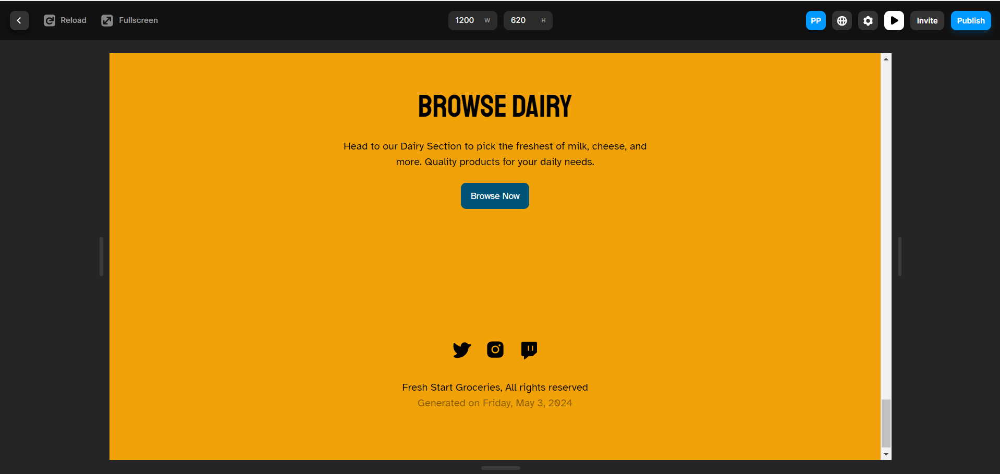 Reload
Fullscreen
1200 W
620 H
PP
Invite
Publish
BROWSE DAIRY
Head to our Dairy Section to pick the freshest of milk, cheese, and
more. Quality products for your daily needs.
Browse Now
Fresh Start Groceries, All rights reserved
Generated on Friday, May 3, 2024